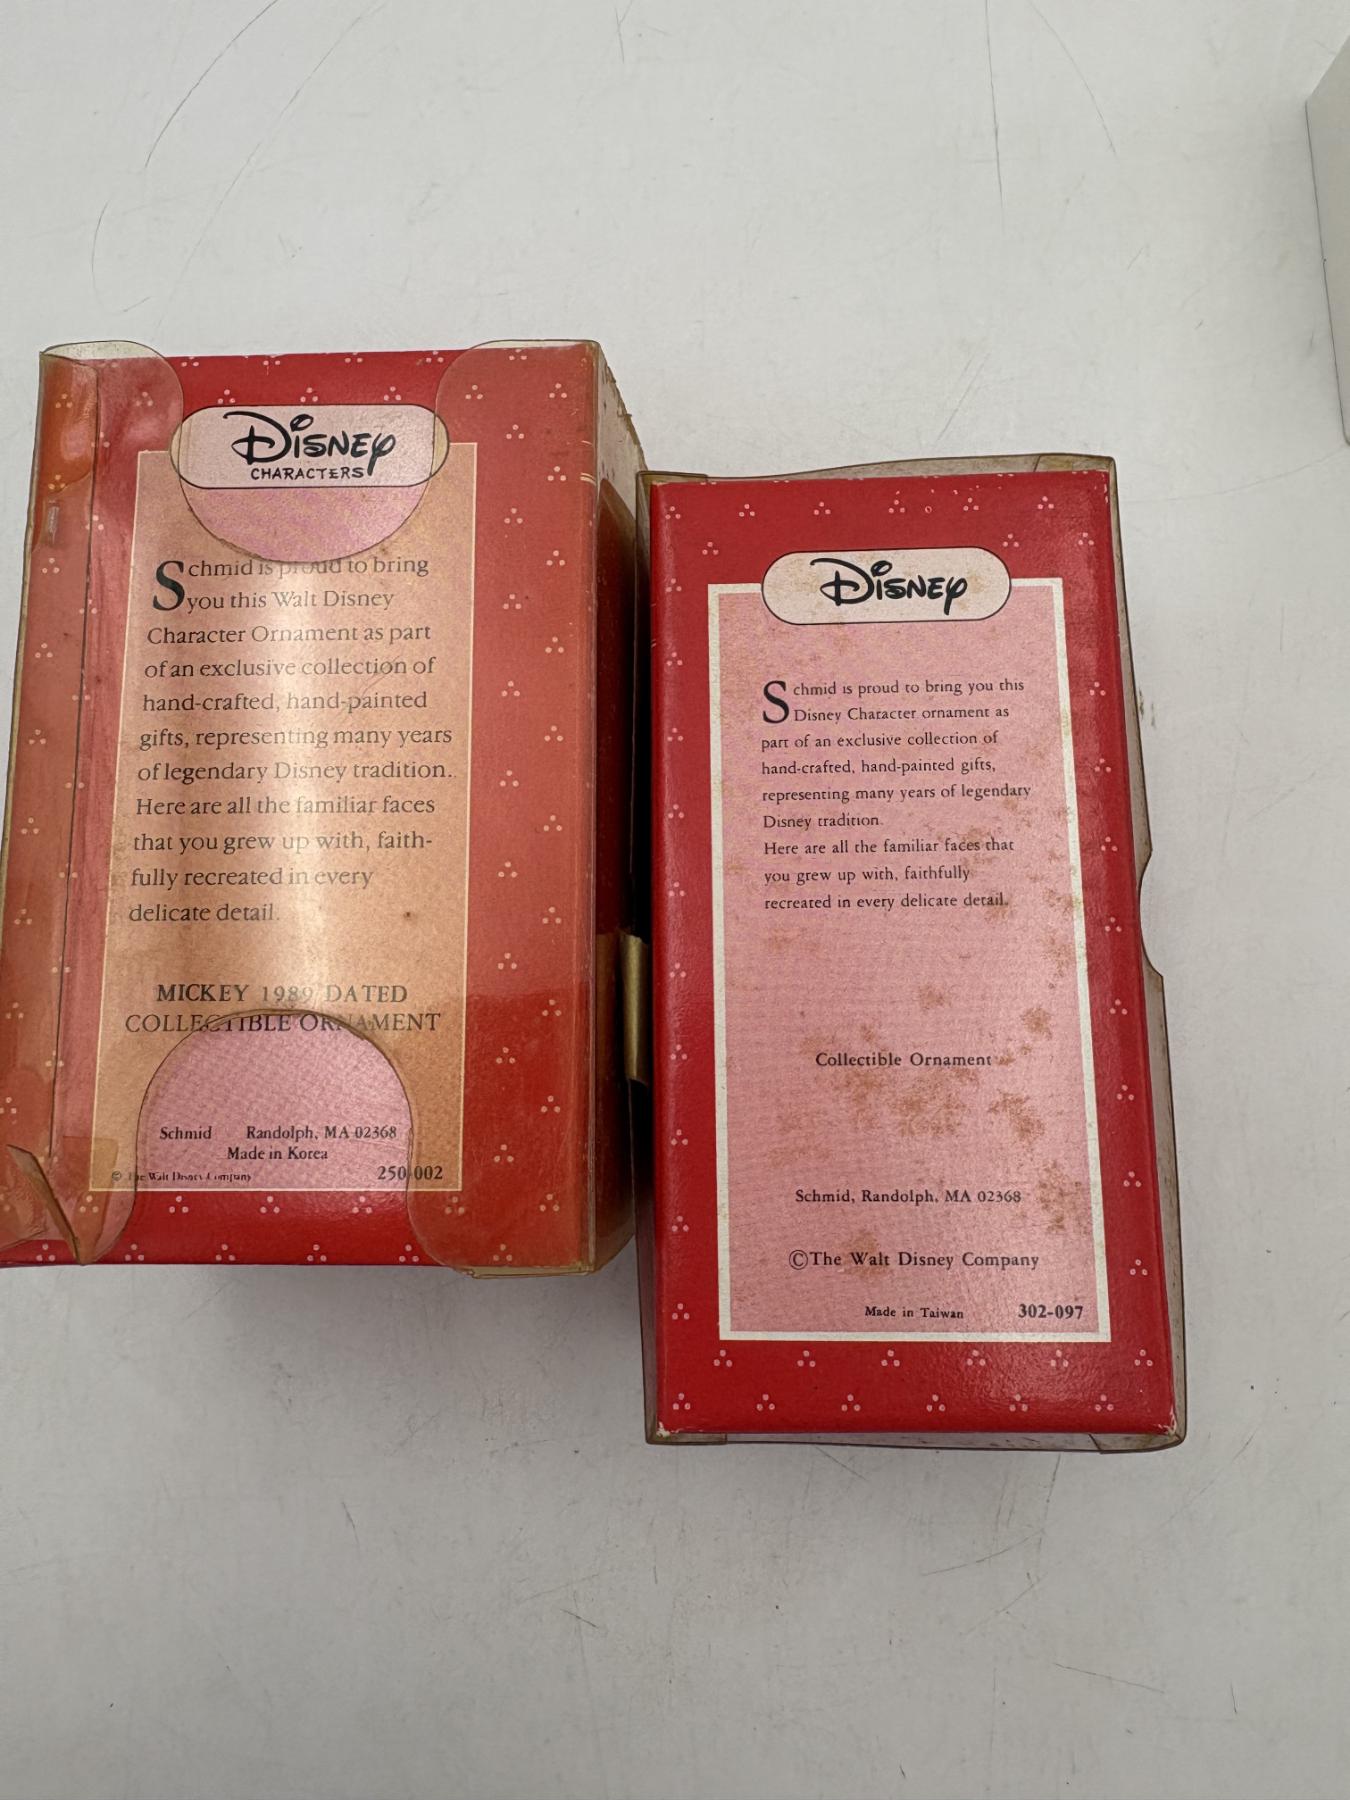 Disney
CHARACTERS
Schmid is proud to bring
you this Walt Disney
Character Ornament as part
of an exclusive collection of
hand-crafted, hand-painted
gifts, representing many years
of legendary Disney tradition.
Here are all the familiar faces
that you grew up with, faith-
fully recreated in every
delicate detail.
MICKEY 1989 DATED
COLLECTIBLE ORNAMENT
Schmid Randolph, MA 02368
Made in Korea
© The Walt Disney Company 250-002
Disney
Schmid is proud to bring you this
Disney Character ornament as
part of an exclusive collection of
hand-crafted, hand-painted gifts,
representing many years of legendary
Disney tradition.
Here are all the familiar faces that
you grew up with, faithfully
recreated in every delicate detail.
Collectible Ornament
Schmid, Randolph, MA 02368
©The Walt Disney Company
Made in Taiwan 302-097